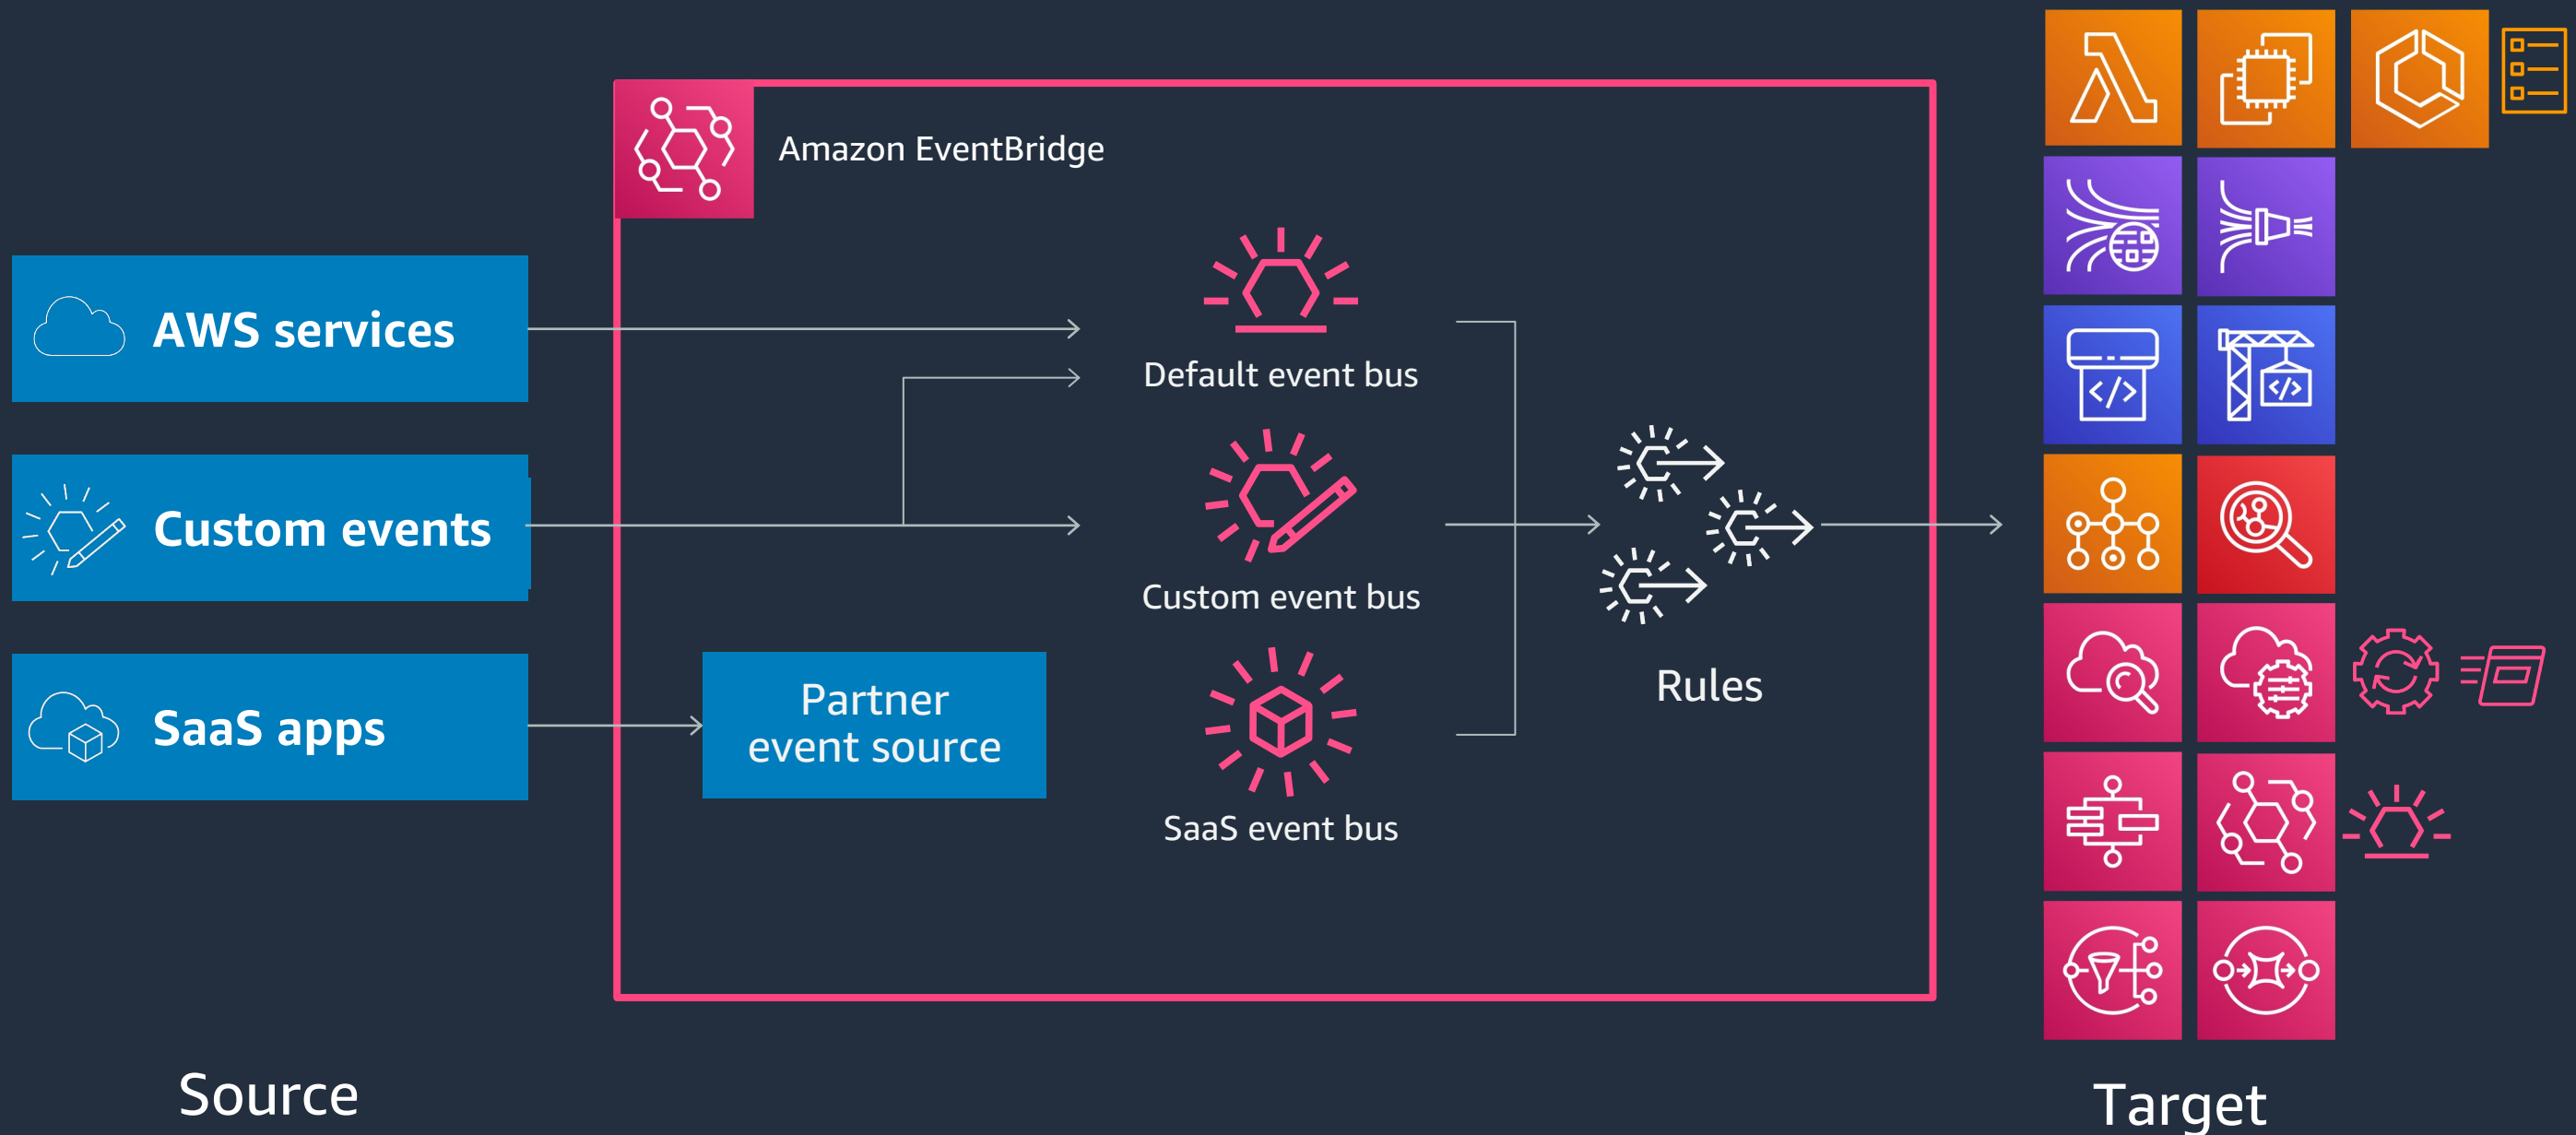 Amazon EventBridge
AWS services
Default event bus
Custom events
Custom event bus
SaaS apps
Partner
event source
SaaS event bus
Rules
Source
Target